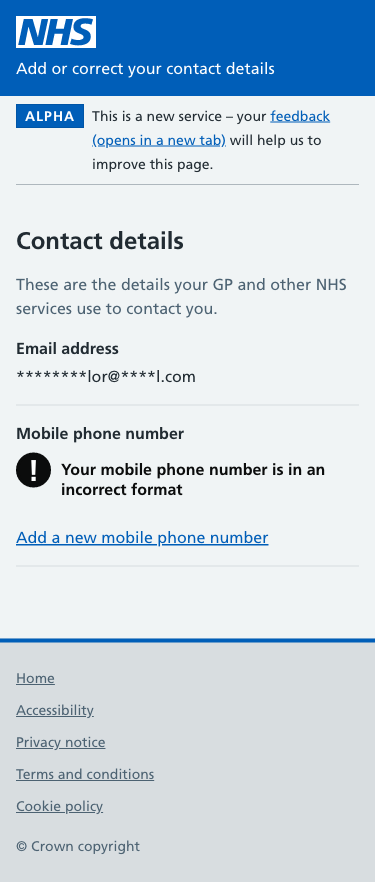 NHS
Add or correct your contact details
ALPHA
This is a new service – your feedback
(opens in a new tab) will help us to
improve this page.
Contact details
These are the details your GP and other NHS
services use to contact you.
Email address
********lor@****l.com
Mobile phone number
!
Your mobile phone number is in an
incorrect format
Add a new mobile phone number
Home
Accessibility
Privacy notice
Terms and conditions
Cookie policy
© Crown copyright